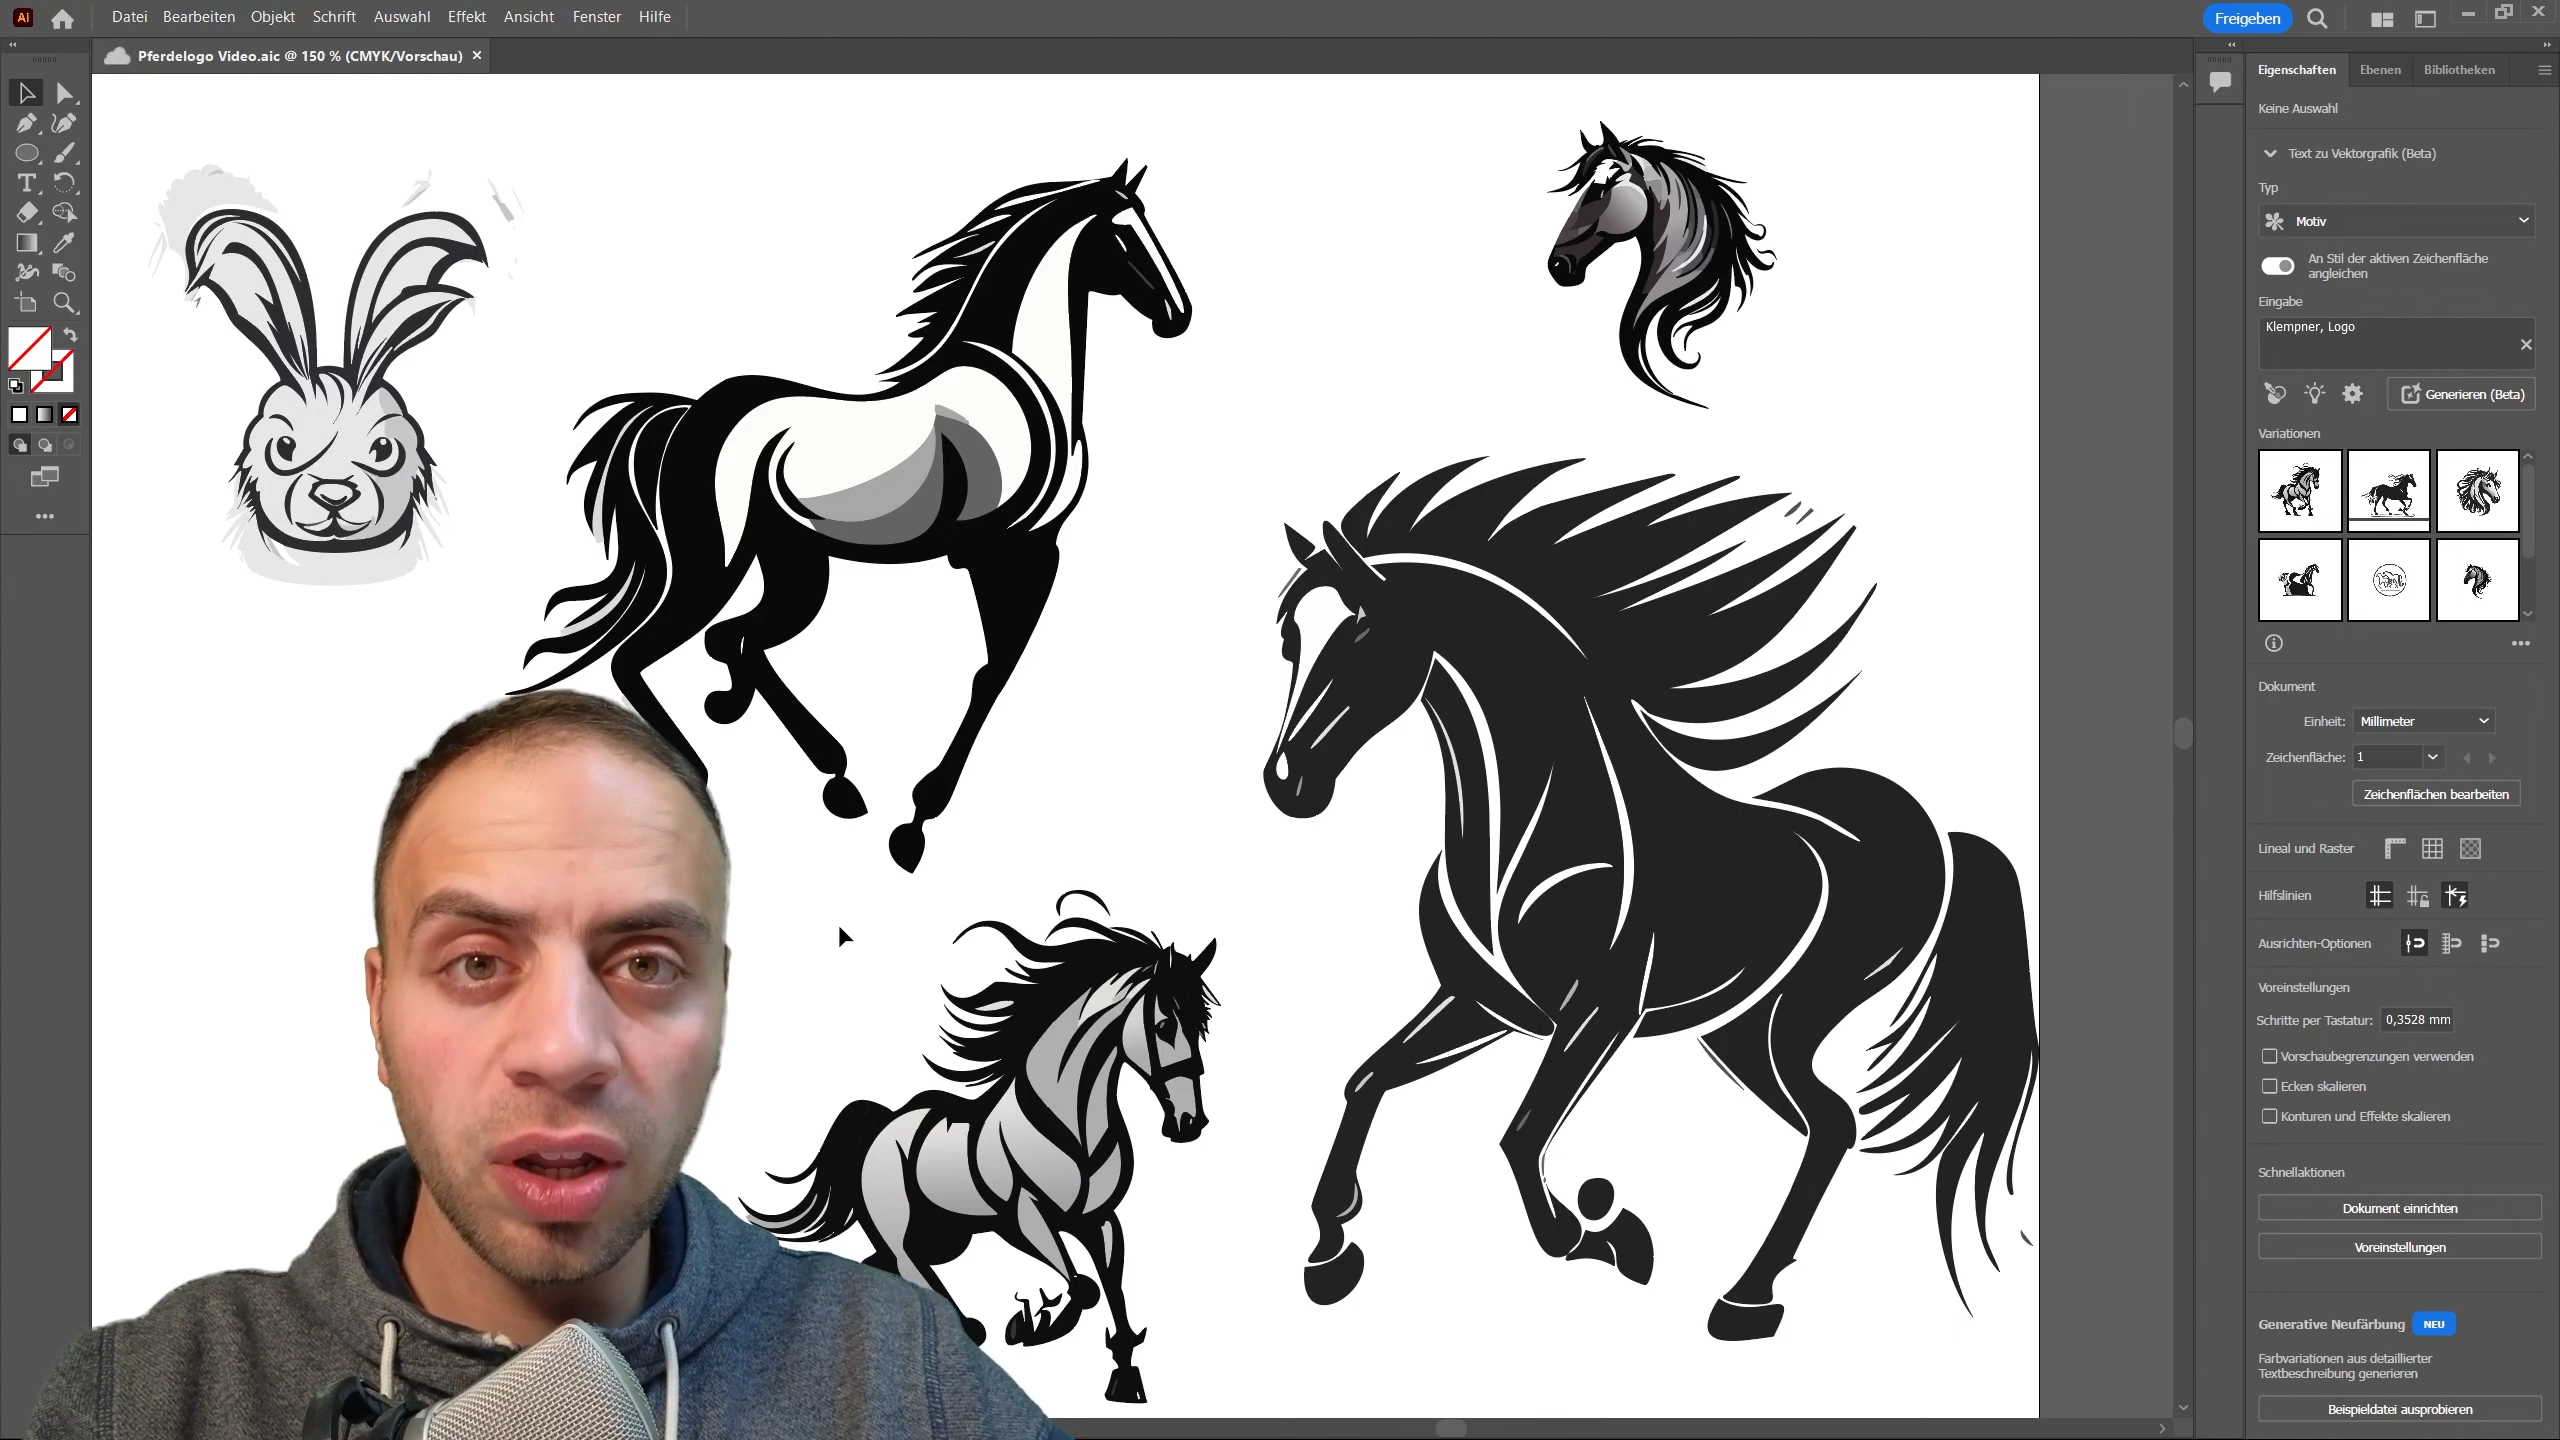 Ai
Datei Bearbeiten Objekt Schrift Auswahl Effekt Ansicht Fenster Hilfe
Freigeben
Pferdelogo Video.aic @ 150 % (CMYK/Vorschau)
Eigenschaften Ebenen Bibliotheken
Keine Auswahl
Text zu Vektorgrafik (Beta)
Typ
Motiv
An Stil der aktiven Zeichenfläche
angleichen
Eingabe
Klempner, Logo
Generieren (Beta)
Variationen
Dokument
Einheit: Millimeter
Zeichenfläche: 1
Zeichenflächen bearbeiten
Lineal und Raster
Hilfslinien
Ausrichten-Optionen
Voreinstellungen
Schritte per Tastatur: 0,3528 mm
Vorschaubegrenzungen verwenden
Ecken skalieren
Konturen und Effekte skalieren
Schnellaktionen
Dokument einrichten
Voreinstellungen
Generative Neufärbung NEU
Farbvariationen aus detaillierter
Textbeschreibung generieren
Beispieldatei ausprobieren